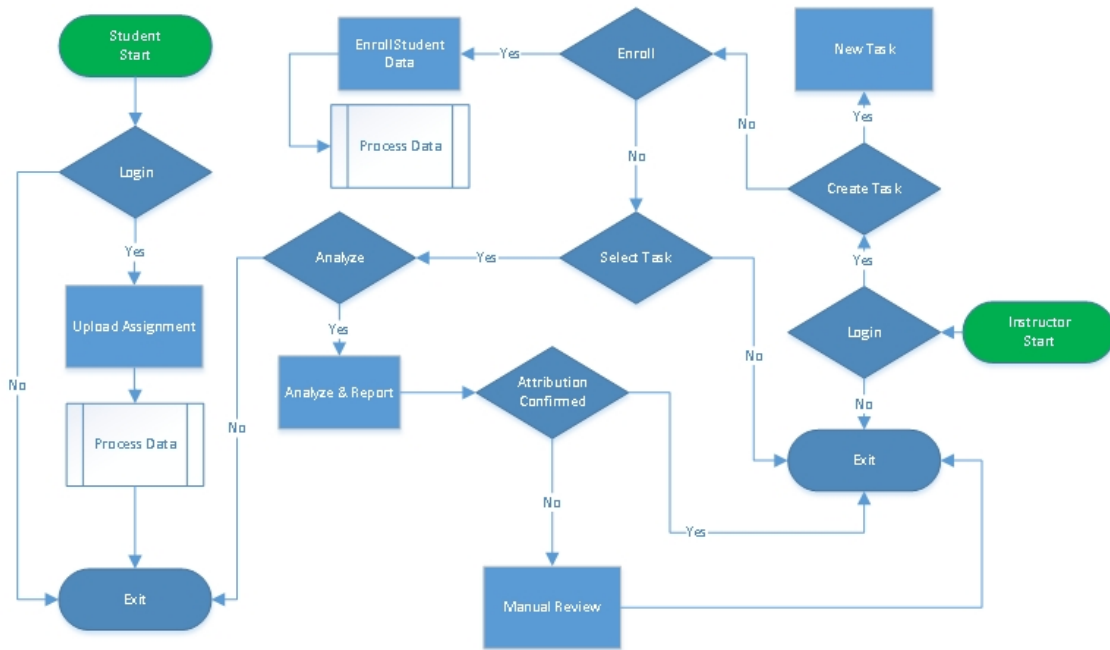 Student
Start
Enroll Student
Data
Yes
Enroll
New Task
Process Data
No
No
Yes
Login
Create Task
Yes
Analyze
Yes
Select Task
Yes
Upload Assignment
Yes
No
Login
Instructor
Start
No
No
Analyze & Report
Attribution
Confirmed
No
Process Data
Exit
No
Yes
Exit
Manual Review